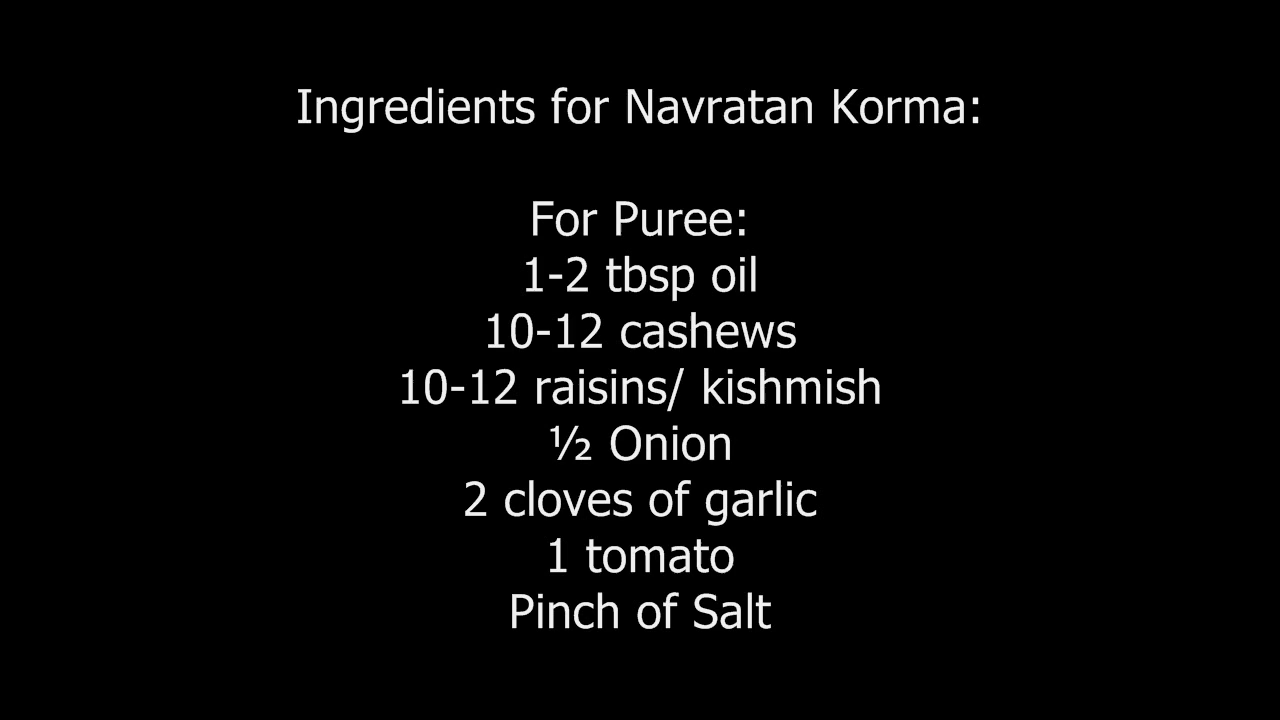 Ingredients for Navratan Korma:
For Puree:
1-2 tbsp oil
10-12 cashews
10-12 raisins/ kishmish
½ Onion
2 cloves of garlic
1 tomato
Pinch of Salt